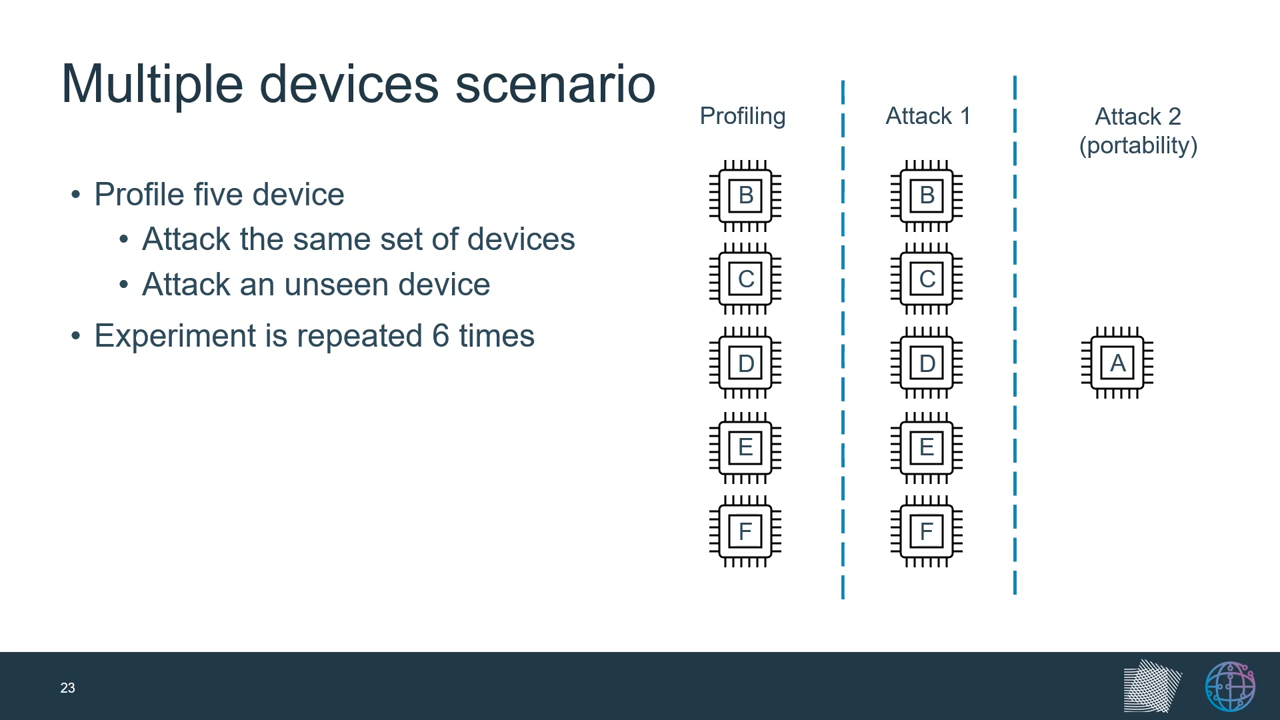 Multiple devices scenario
• Profile five device
• Attack the same set of devices
• Attack an unseen device
• Experiment is repeated 6 times
Profiling
B
C
D
E
F
Attack 1
B
C
D
E
F
Attack 2
(portability)
A
23